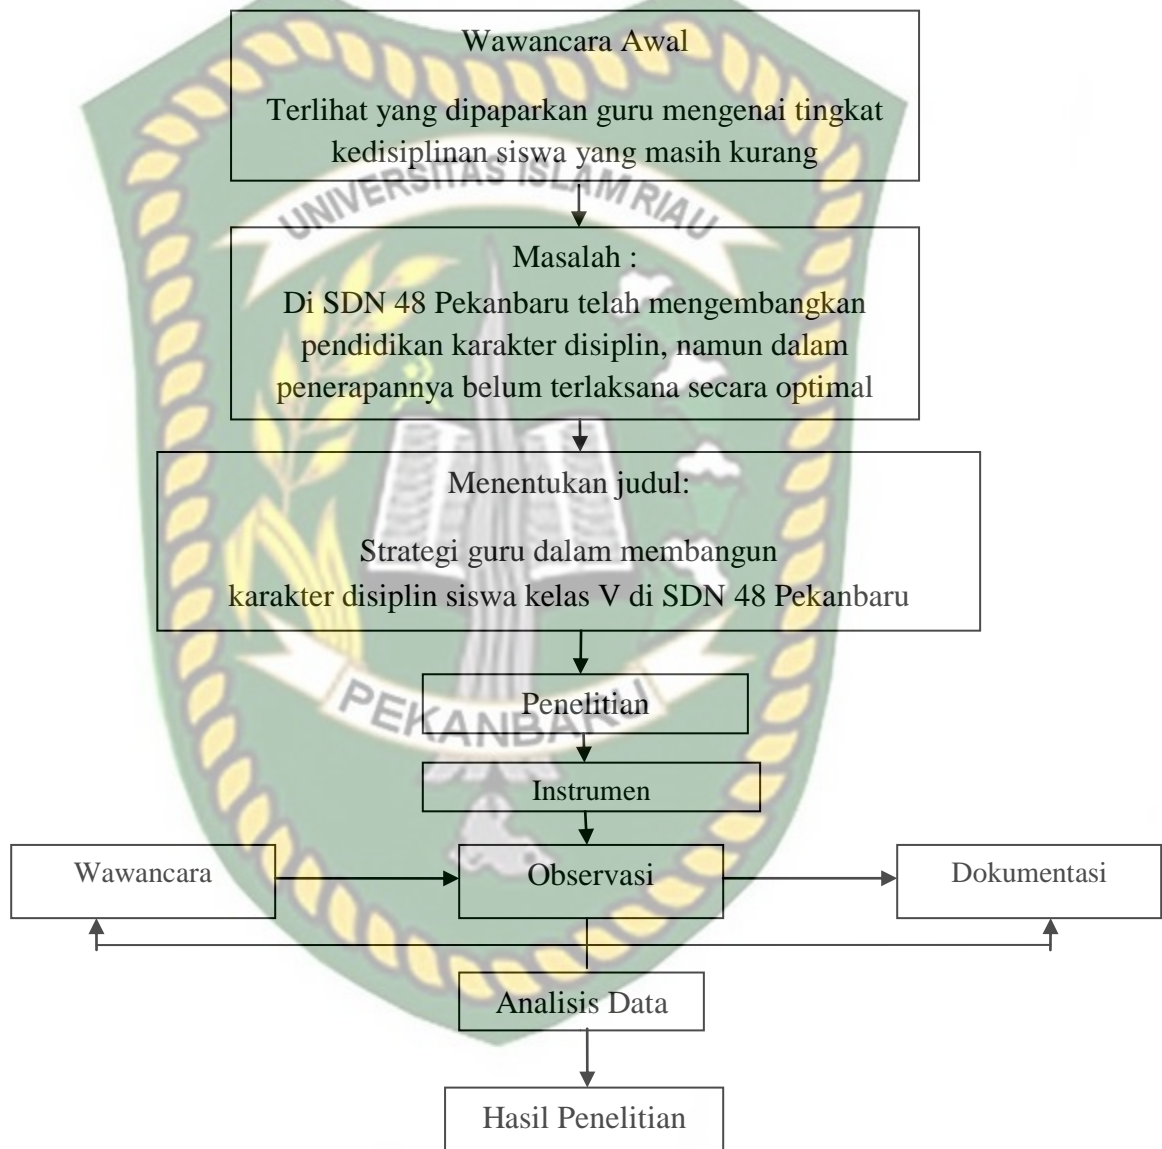 Wawancara Awal
Terlihat yang dipaparkan guru mengenai tingkat
kedisiplinan siswa yang masih kurang
UNIVERSITAS ISLAM RIAU
Masalah :
Di SDN 48 Pekanbaru telah mengembangkan
pendidikan karakter disiplin, namun dalam
penerapannya belum terlaksana secara optimal
Menentukan judul:
Strategi guru dalam membangun
karakter disiplin siswa kelas V di SDN 48 Pekanbaru
Penelitian
PEKANBARU
Instrumen
Wawancara
Observasi
Dokumentasi
Analisis Data
Hasil Penelitian